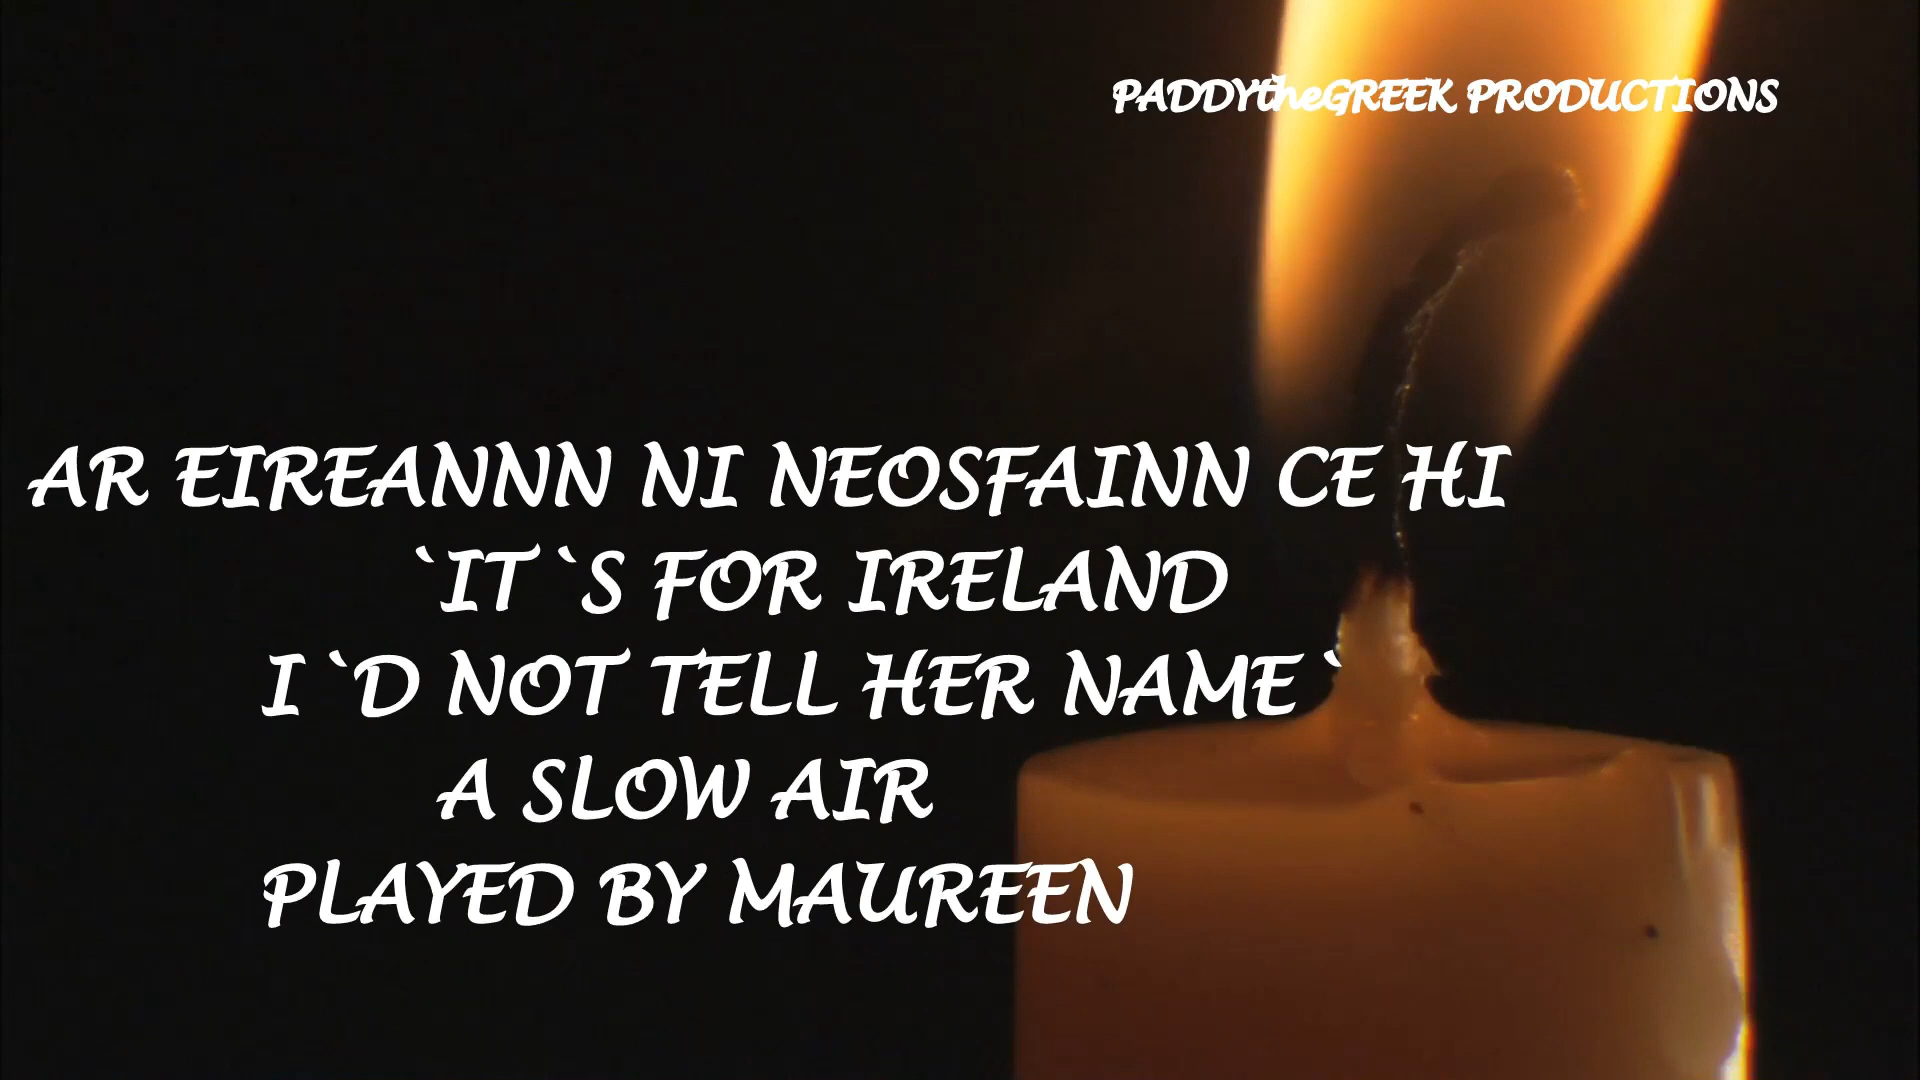 PADDYtheGREEK PRODUCTIONS
AR EIREANNN NI NEOSFAINN CE HI
`IT `S FOR IRELAND
I `D NOT TELL HER NAME`
A SLOW AIR
PLAYED BY MAUREEN